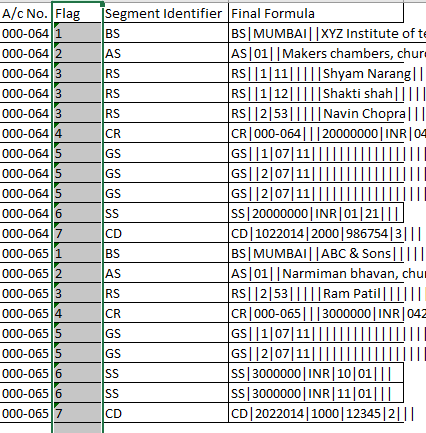 A/c No. Flag Segment Identifier Final Formula
000-064 1 BS BS|MUMBAI||XYZ Institute of te
000-064 2 AS AS|01||Makers chambers, churc
000-064 3 RS RS||1|11|||||Shyam Narang||
000-064 3 RS RS||1|12|||||Shakti shah|||||
000-064 3 RS RS||2|53|||||Navin Chopra|||
000-064 4 CR CR|000-064|||20000000|INR|04
000-064 5 GS GS||1|07|11||||||||||||||||
000-064 5 GS GS||2|07|11||||||||||||||||
000-064 5 GS GS||2|07|11||||||||||||||||
000-064 6 SS SS|20000000|INR|01|21|||
000-064 7 CD CD|1022014|2000|986754|3|||
000-065 1 BS BS|MUMBAI||ABC & Sons|||||
000-065 2 AS AS|01||Narmiman bhavan, chu
000-065 3 RS RS||2|53|||||Ram Patil|||||||
000-065 4 CR CR|000-065|||3000000|INR|042
000-065 5 GS GS||1|07|11||||||||||||||||
000-065 5 GS GS||2|07|11||||||||||||||||
000-065 6 SS SS|3000000|INR|10|01|||
000-065 6 SS SS|3000000|INR|11|01|||
000-065 7 CD CD|2022014|1000|12345|2|||